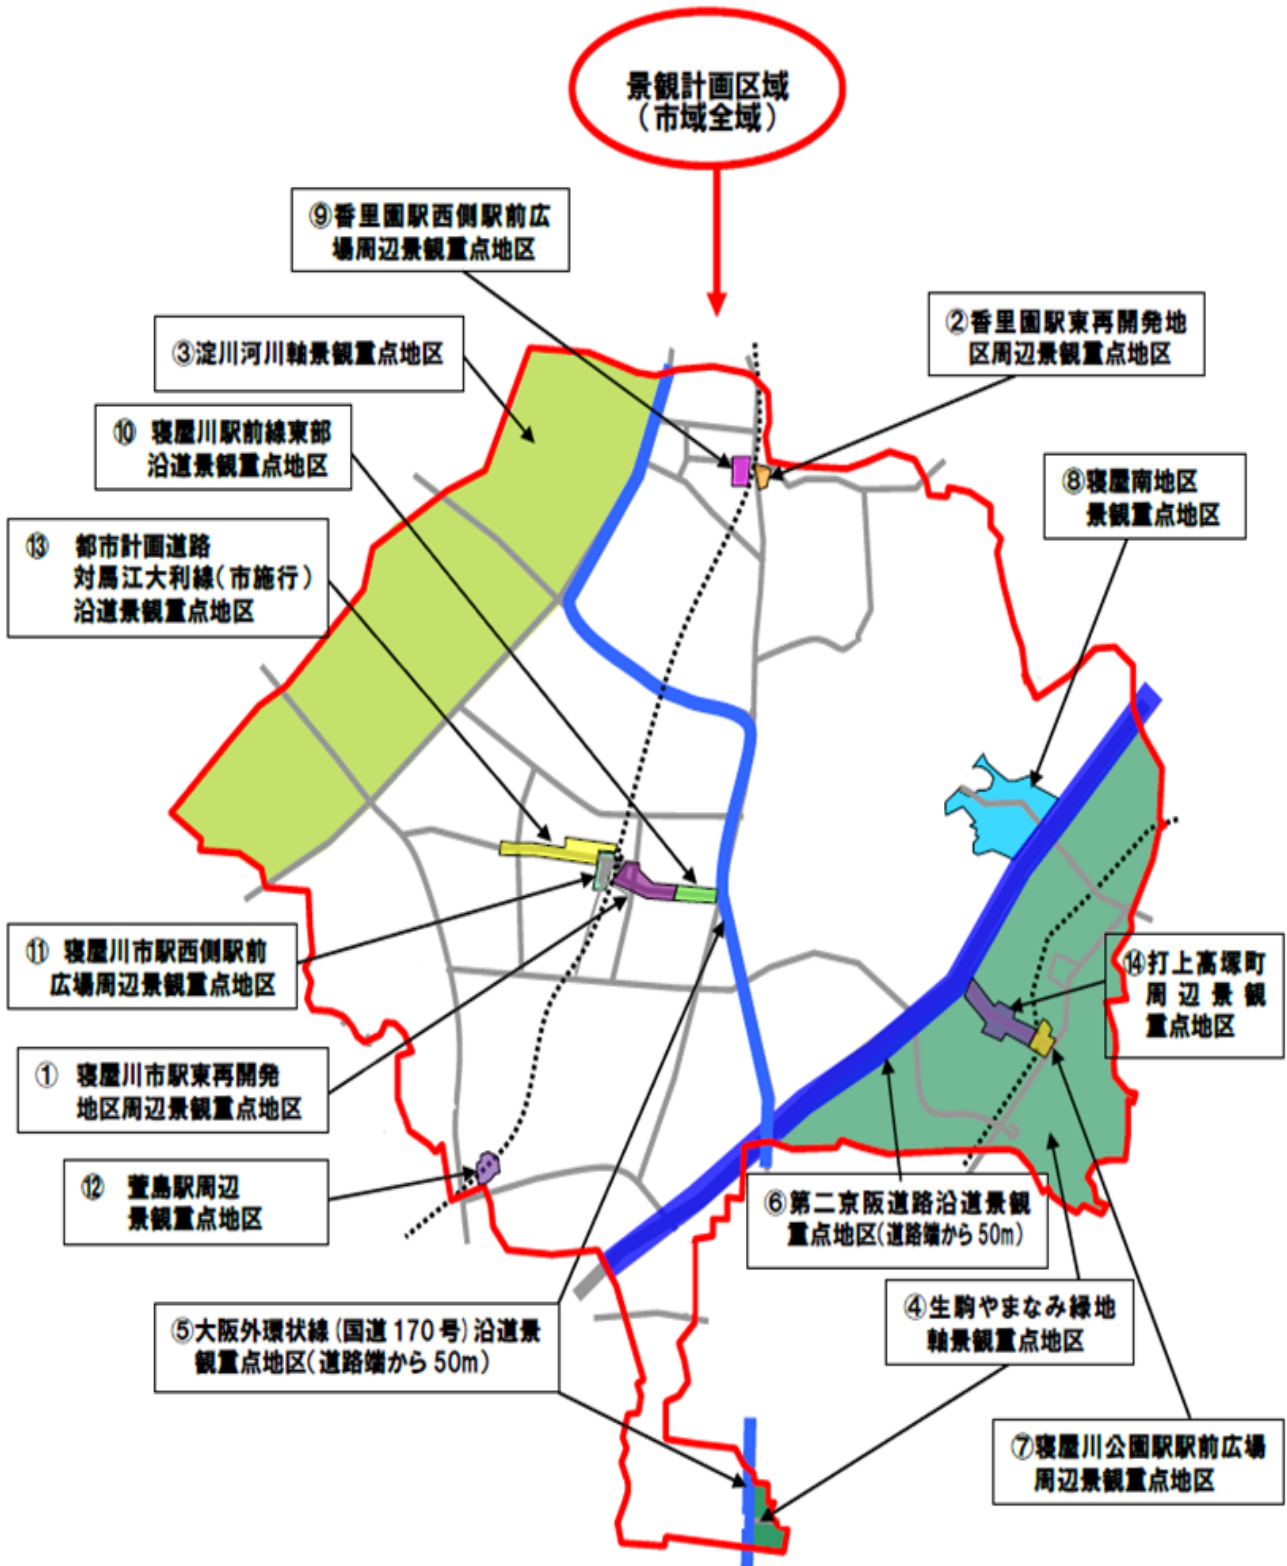 景観計画区域
（市域全域）
⑨香里園駅西側駅前広
場周辺景観重点地区
②香里園駅東再開発地
区周辺景観重点地区
③淀川河川軸景観重点地区
⑩ 寝屋川駅前線東部
沿道景観重点地区
⑧寝屋南地区
景観重点地区
⑬ 都市計画道路
対馬江大利線（市施行）
沿道景観重点地区
⑪ 寝屋川市駅西側駅前
広場周辺景観重点地区
⑭打上高塚町
周辺景観
重点地区
① 寝屋川市駅東再開発
地区周辺景観重点地区
⑫ 萱島駅周辺
景観重点地区
⑥第二京阪道路沿道景観
重点地区（道路端から50m）
④生駒やまなみ緑地
軸景観重点地区
⑤大阪外環状線（国道170号）沿道景
観重点地区（道路端から50m）
⑦寝屋川公園駅駅前広場
周辺景観重点地区